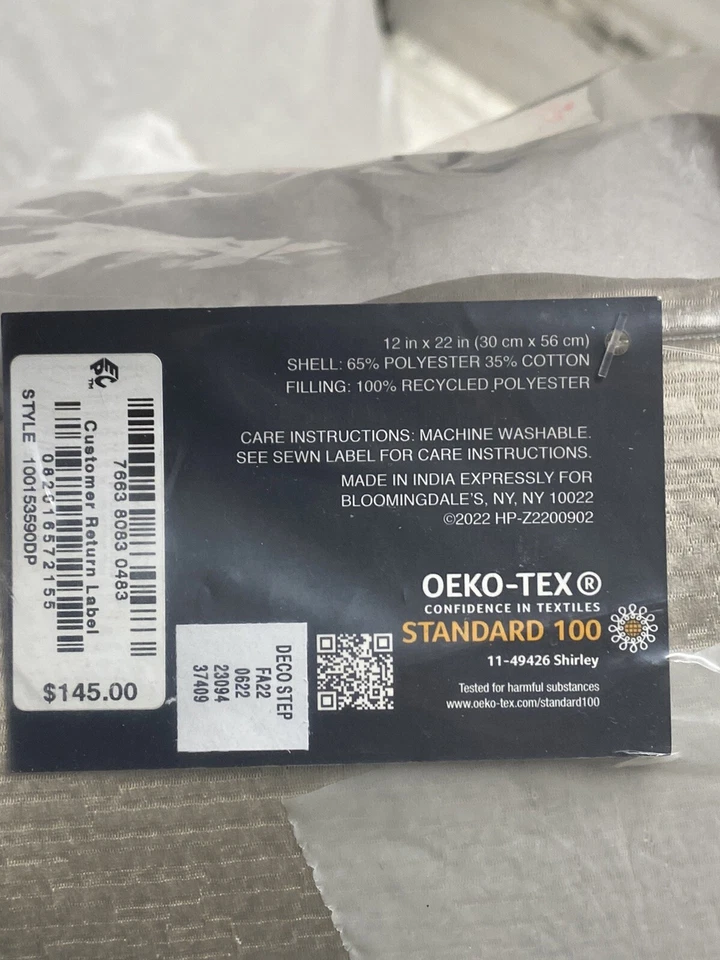 12 in x 22 in (30 cm x 56 cm)
SHELL: 65% POLYESTER 35% COTTON
FILLING: 100% RECYCLED POLYESTER
CARE INSTRUCTIONS: MACHINE WASHABLE.
SEE SEWN LABEL FOR CARE INSTRUCTIONS.
MADE IN INDIA EXPRESSLY FOR
BLOOMINGDALE'S, NY, NY 10022
©2022 HP-Z2200902
OEKO-TEX®
CONFIDENCE IN TEXTILES
STANDARD 100
11-49426 Shirley
Tested for harmful substances
www.oeko-tex.com/standard100
7663 8083 0483
Customer Return Label
STYLE 100153590DP
$145.00
DECO STEP
FA22
0622
23094
37409